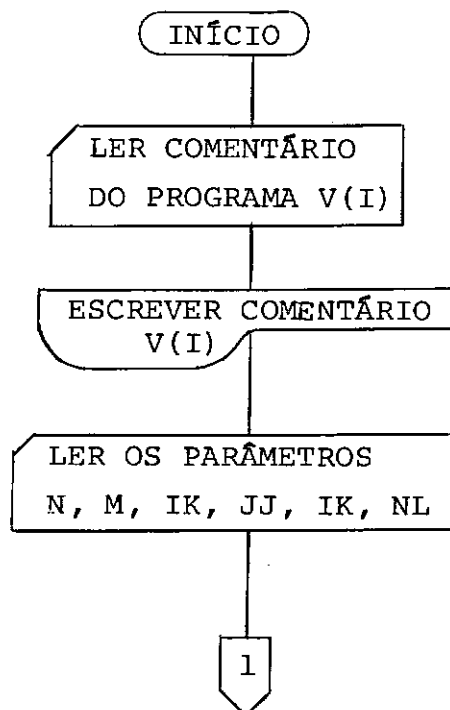 INÍCIO
LER COMENTÁRIO
DO PROGRAMA V(I)
ESCREVER COMENTÁRIO
V(I)
LER OS PARÂMETROS
N, M, IK, JJ, IK, NL
1